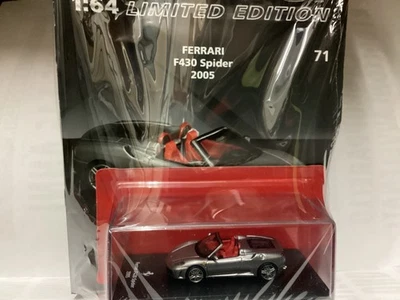 1:64 LIMITED EDITION
FERRARI
F430 Spider
2005
71